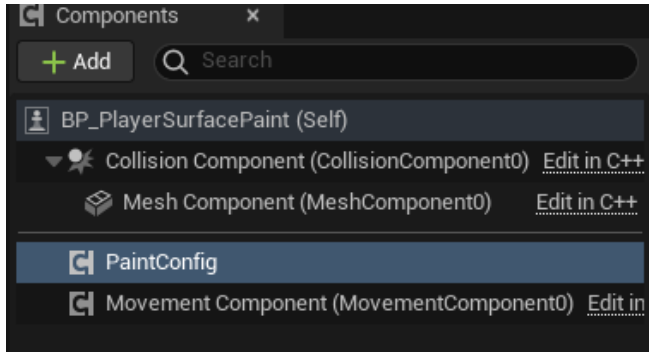 Components ×
+ Add Search
BP_PlayerSurfacePaint (Self)
Collision Component (CollisionComponent0) Edit in C++
Mesh Component (MeshComponent0) Edit in C++
PaintConfig
Movement Component (MovementComponent0) Edit in